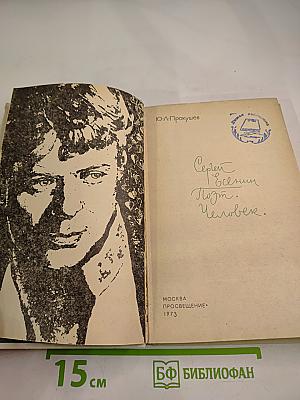 Ю.Л.Прокушев
Сергей
Есенин
Поэт.
Человек.
МОСКВА
«ПРОСВЕЩЕНИЕ»
1973
15 см
БФ БИБЛИОФАН